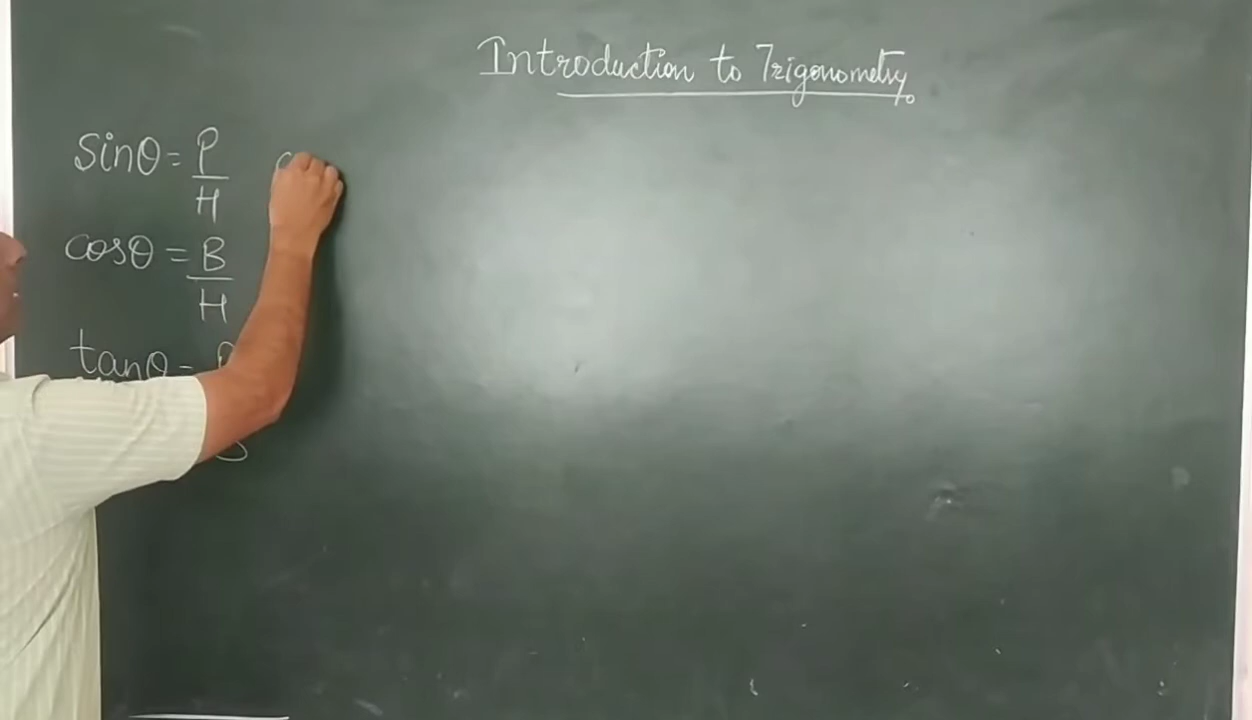 Introduction to Trigonometry.
sinθ = P
H
cosθ = B
H
tanθ =